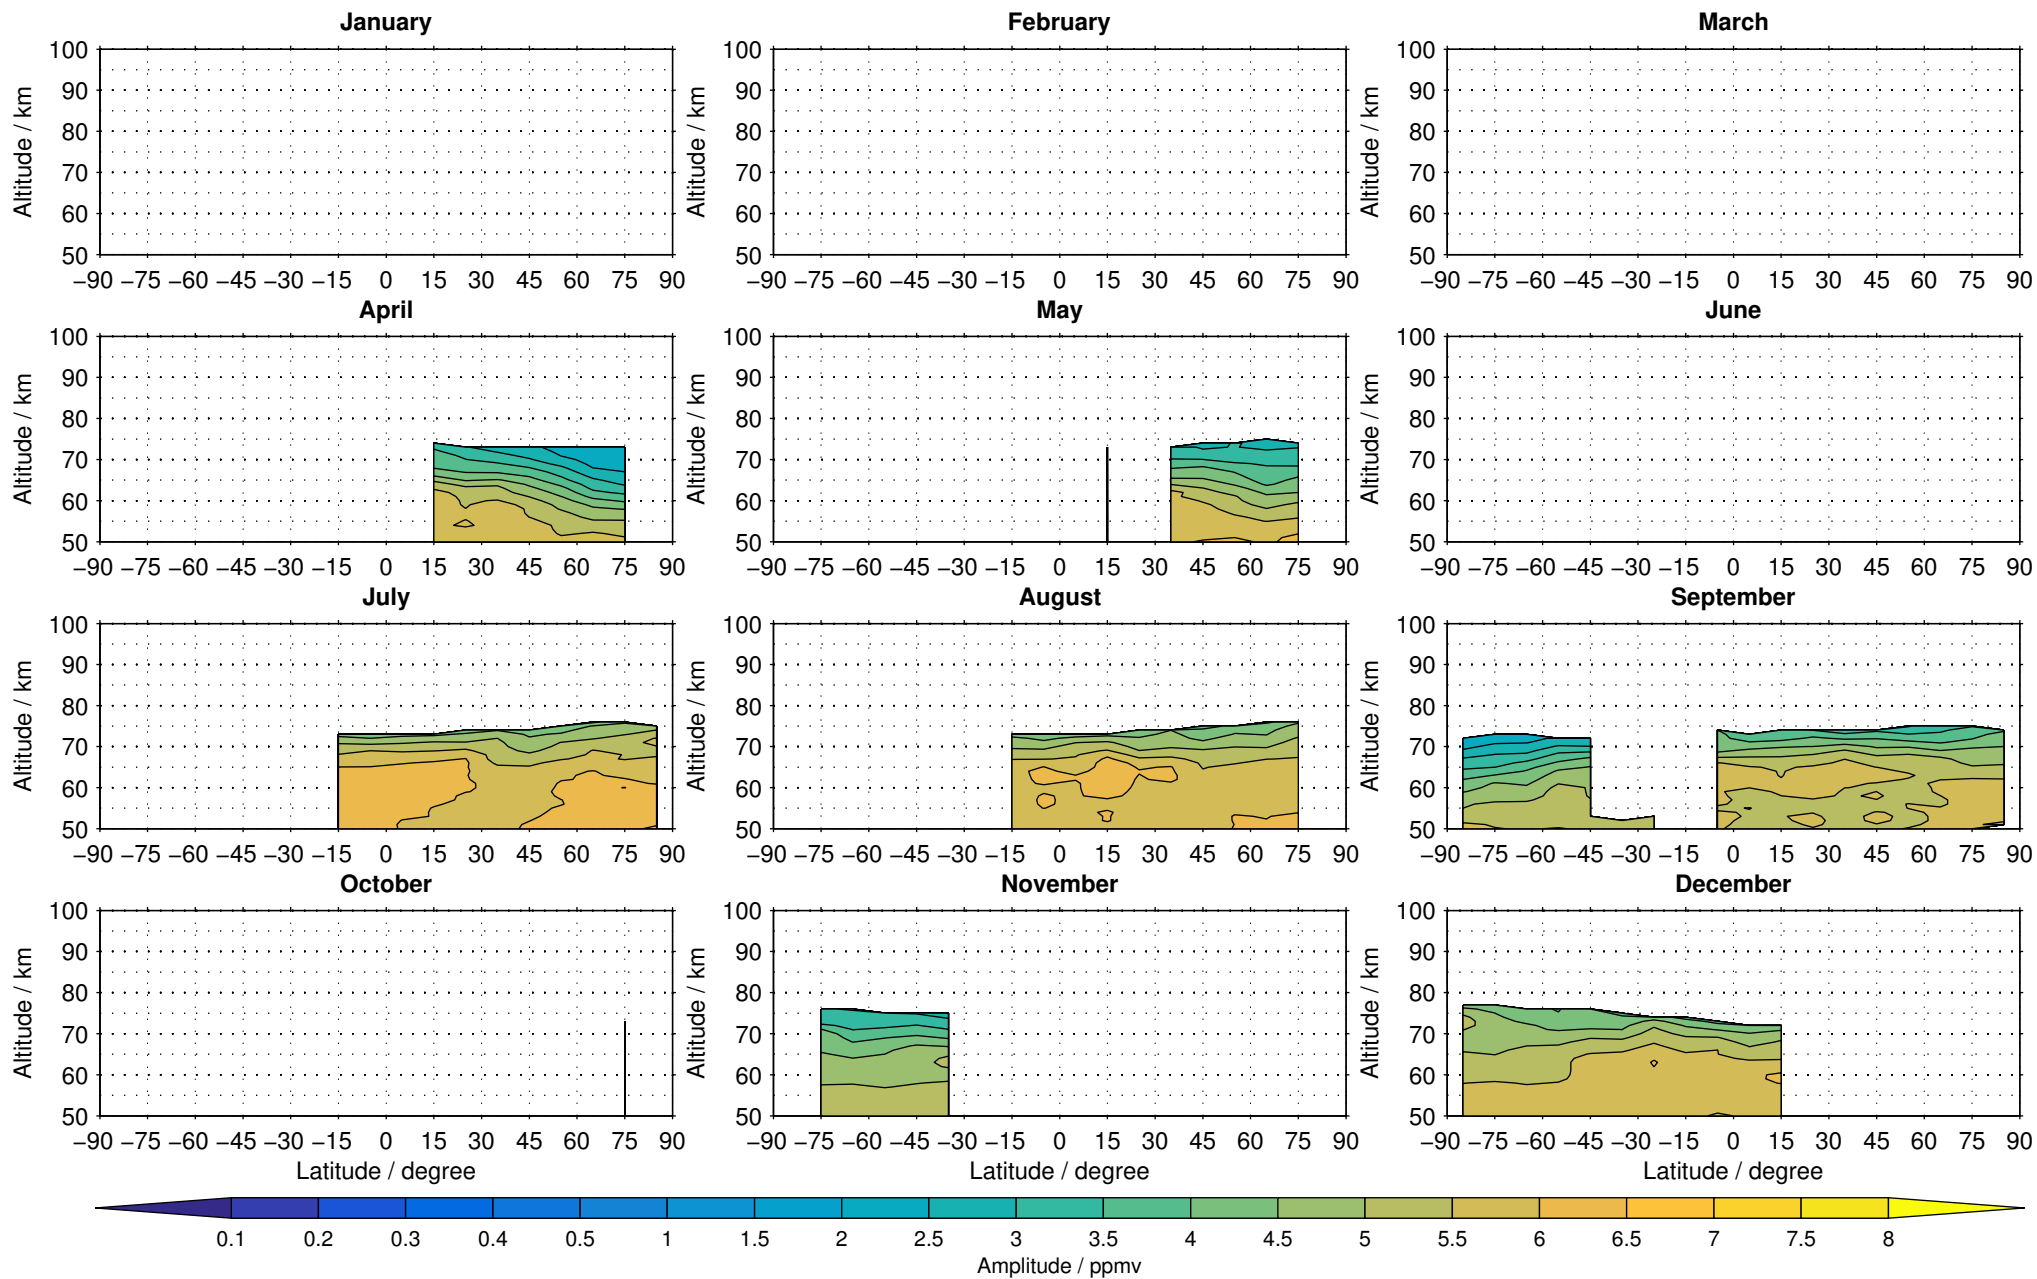 January February March
100 100 100
90 90 90
80 80 80
70 70 70
60 60 60
50 50 50
Altitude / km Altitude / km Altitude / km
−90 −75 −60 −45 −30 −15 0 15 30 45 60 75 90 −90 −75 −60 −45 −30 −15 0 15 30 45 60 75 90 −90 −75 −60 −45 −30 −15 0 15 30 45 60 75 90
April May June
100 100 100
90 90 90
80 80 80
70 70 70
60 60 60
50 50 50
Altitude / km Altitude / km Altitude / km
−90 −75 −60 −45 −30 −15 0 15 30 45 60 75 90 −90 −75 −60 −45 −30 −15 0 15 30 45 60 75 90 −90 −75 −60 −45 −30 −15 0 15 30 45 60 75 90
July August September
100 100 100
90 90 90
80 80 80
70 70 70
60 60 60
50 50 50
Altitude / km Altitude / km Altitude / km
−90 −75 −60 −45 −30 −15 0 15 30 45 60 75 90 −90 −75 −60 −45 −30 −15 0 15 30 45 60 75 90 −90 −75 −60 −45 −30 −15 0 15 30 45 60 75 90
October November December
100 100 100
90 90 90
80 80 80
70 70 70
60 60 60
50 50 50
Altitude / km Altitude / km Altitude / km
−90 −75 −60 −45 −30 −15 0 15 30 45 60 75 90 −90 −75 −60 −45 −30 −15 0 15 30 45 60 75 90 −90 −75 −60 −45 −30 −15 0 15 30 45 60 75 90
Latitude / degree Latitude / degree Latitude / degree
0.1 0.2 0.3 0.4 0.5 1 1.5 2 2.5 3 3.5 4 4.5 5 5.5 6 6.5 7 7.5 8
Amplitude / ppmv